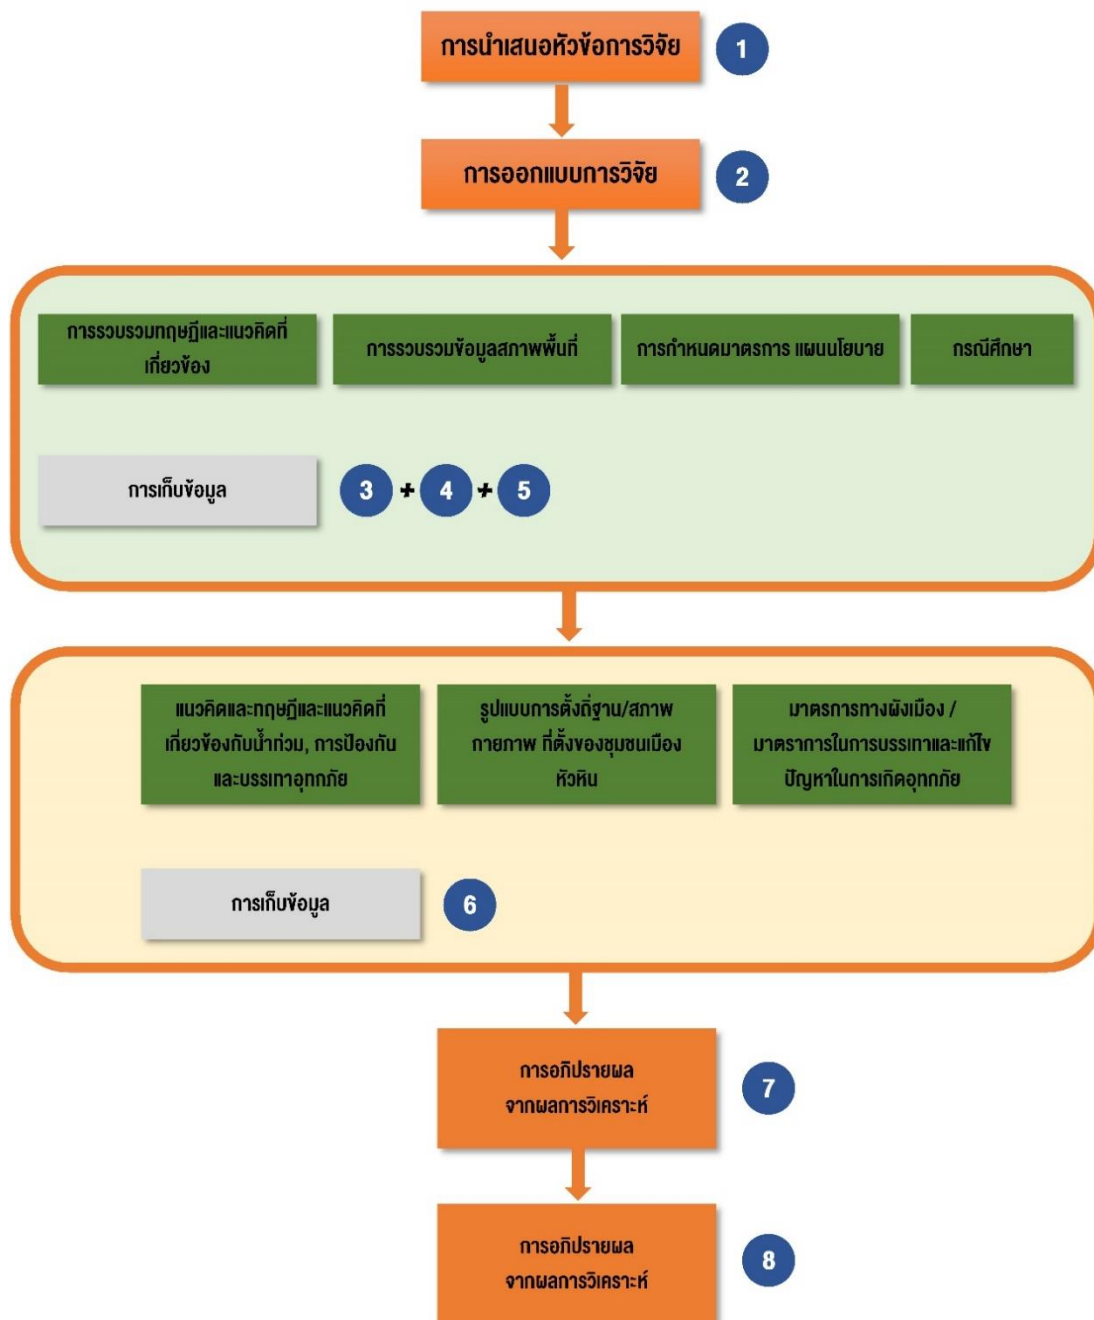 การนำเสนอหัวข้อการวิจัย
1
การออกแบบการวิจัย
2
การรวบรวมทฤษฎีและแนวคิดที่
เกี่ยวข้อง
การรวบรวมข้อมูลสภาพพื้นที่
การกำหนดมาตรการ แผนนโยบาย
กรณีศึกษา
การเก็บข้อมูล
3 + 4 + 5
แนวคิดและทฤษฎีและแนวคิดที่
เกี่ยวข้องกับน้ำท่วม, การป้องกัน
และบรรเทาอุทกภัย
รูปแบบการตั้งถิ่ฐาน/สภาพ
กายภาพ ที่ตั้งของชุมชนเมือง
หัวหิน
มาตรการทางผังเมือง /
มาตราการในการบรรเทาและแก้ไข
ปัญหาในการเกิดอุทกภัย
การเก็บข้อมูล
6
การอภิปรายผล
จากผลการวิเคราะห์
7
การอภิปรายผล
จากผลการวิเคราะห์
8